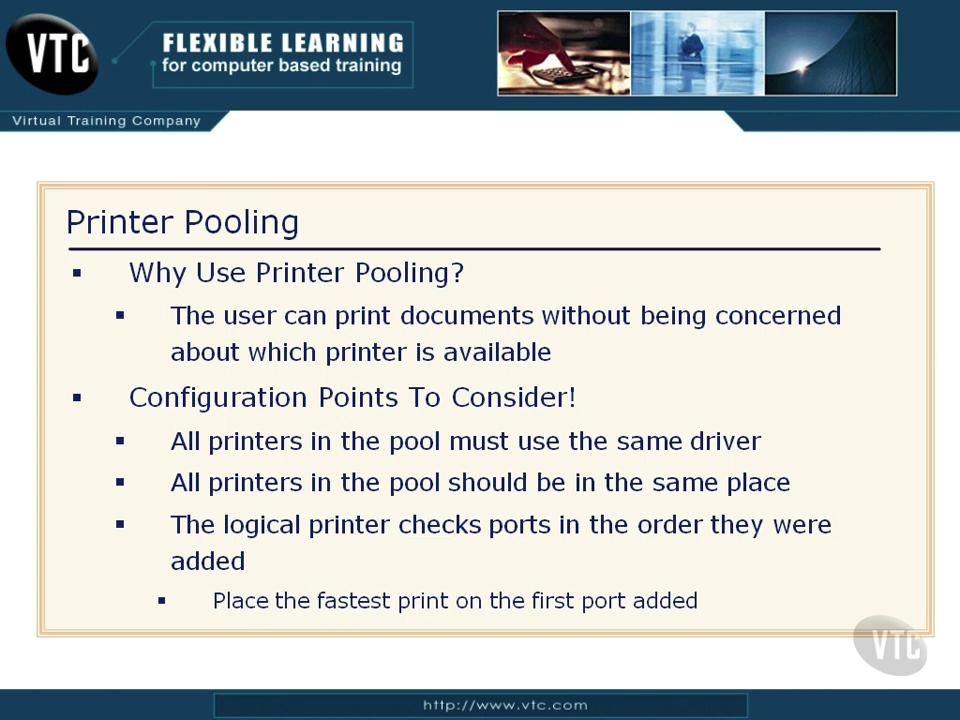 VTC
FLEXIBLE LEARNING
for computer based training
Virtual Training Company
Printer Pooling
Why Use Printer Pooling?
The user can print documents without being concerned
about which printer is available
Configuration Points To Consider!
All printers in the pool must use the same driver
All printers in the pool should be in the same place
The logical printer checks ports in the order they were
added
Place the fastest print on the first port added
VTC
http://www.vtc.com